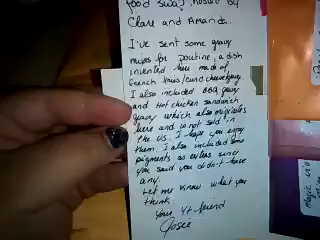 food swap hosted by
Clare and Amanda.
I've sent some gravy
mixes for Poutine, a dish
invented here made of
french fries/curd cheese/gravy.
I also included BBQ gravy
and Hot chicken sandwich
gravy which also originates
here and is not sold in
the US. I hope you enjoy
them. I also included some
pigments as extras since
you said you didn't have
any.
Let me know what you
think.
Your YT friend
Josie
Magic